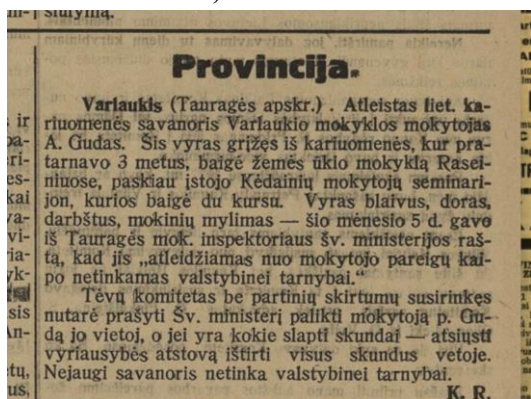 siulymą.
Provincija.
Varlaukis (Tauragės apskr.) . Atleistas liet. ka-
riuomenės savanoris Varlaukio mokyklos mokytojas
A. Gudas. Šis vyras grįžęs iš kariuomenės, kur pra-
tarnavo 3 metus, baigė žemės ūkio mokyklą Rasei-
niuose, paskiau įstojo Kėdainių mokytojų seminari-
jon, kurios baigė du kursu. Vyras blaivus, doras,
darbštus, mokinių mylimas — šio mėnesio 5 d. gavo
iš Tauragės mok. inspektoriaus šv. ministerijos raš-
tą, kad jis „atleidžiamas nuo mokytojo pareigų kai-
po netinkamas valstybinei tarnybai.“
Tėvų komitetas be partinių skirtumų susirinkęs
nutarė prašyti Šv. ministerį palikti mokytoją p. Gu-
dą jo vietoj, o jei yra kokie slapti skundai — atsiųsti
vyriausybės atstovą ištirti visus skundus vietoje.
Nejaugi savanoris netinka valstybinei tarnybai.
K. R.